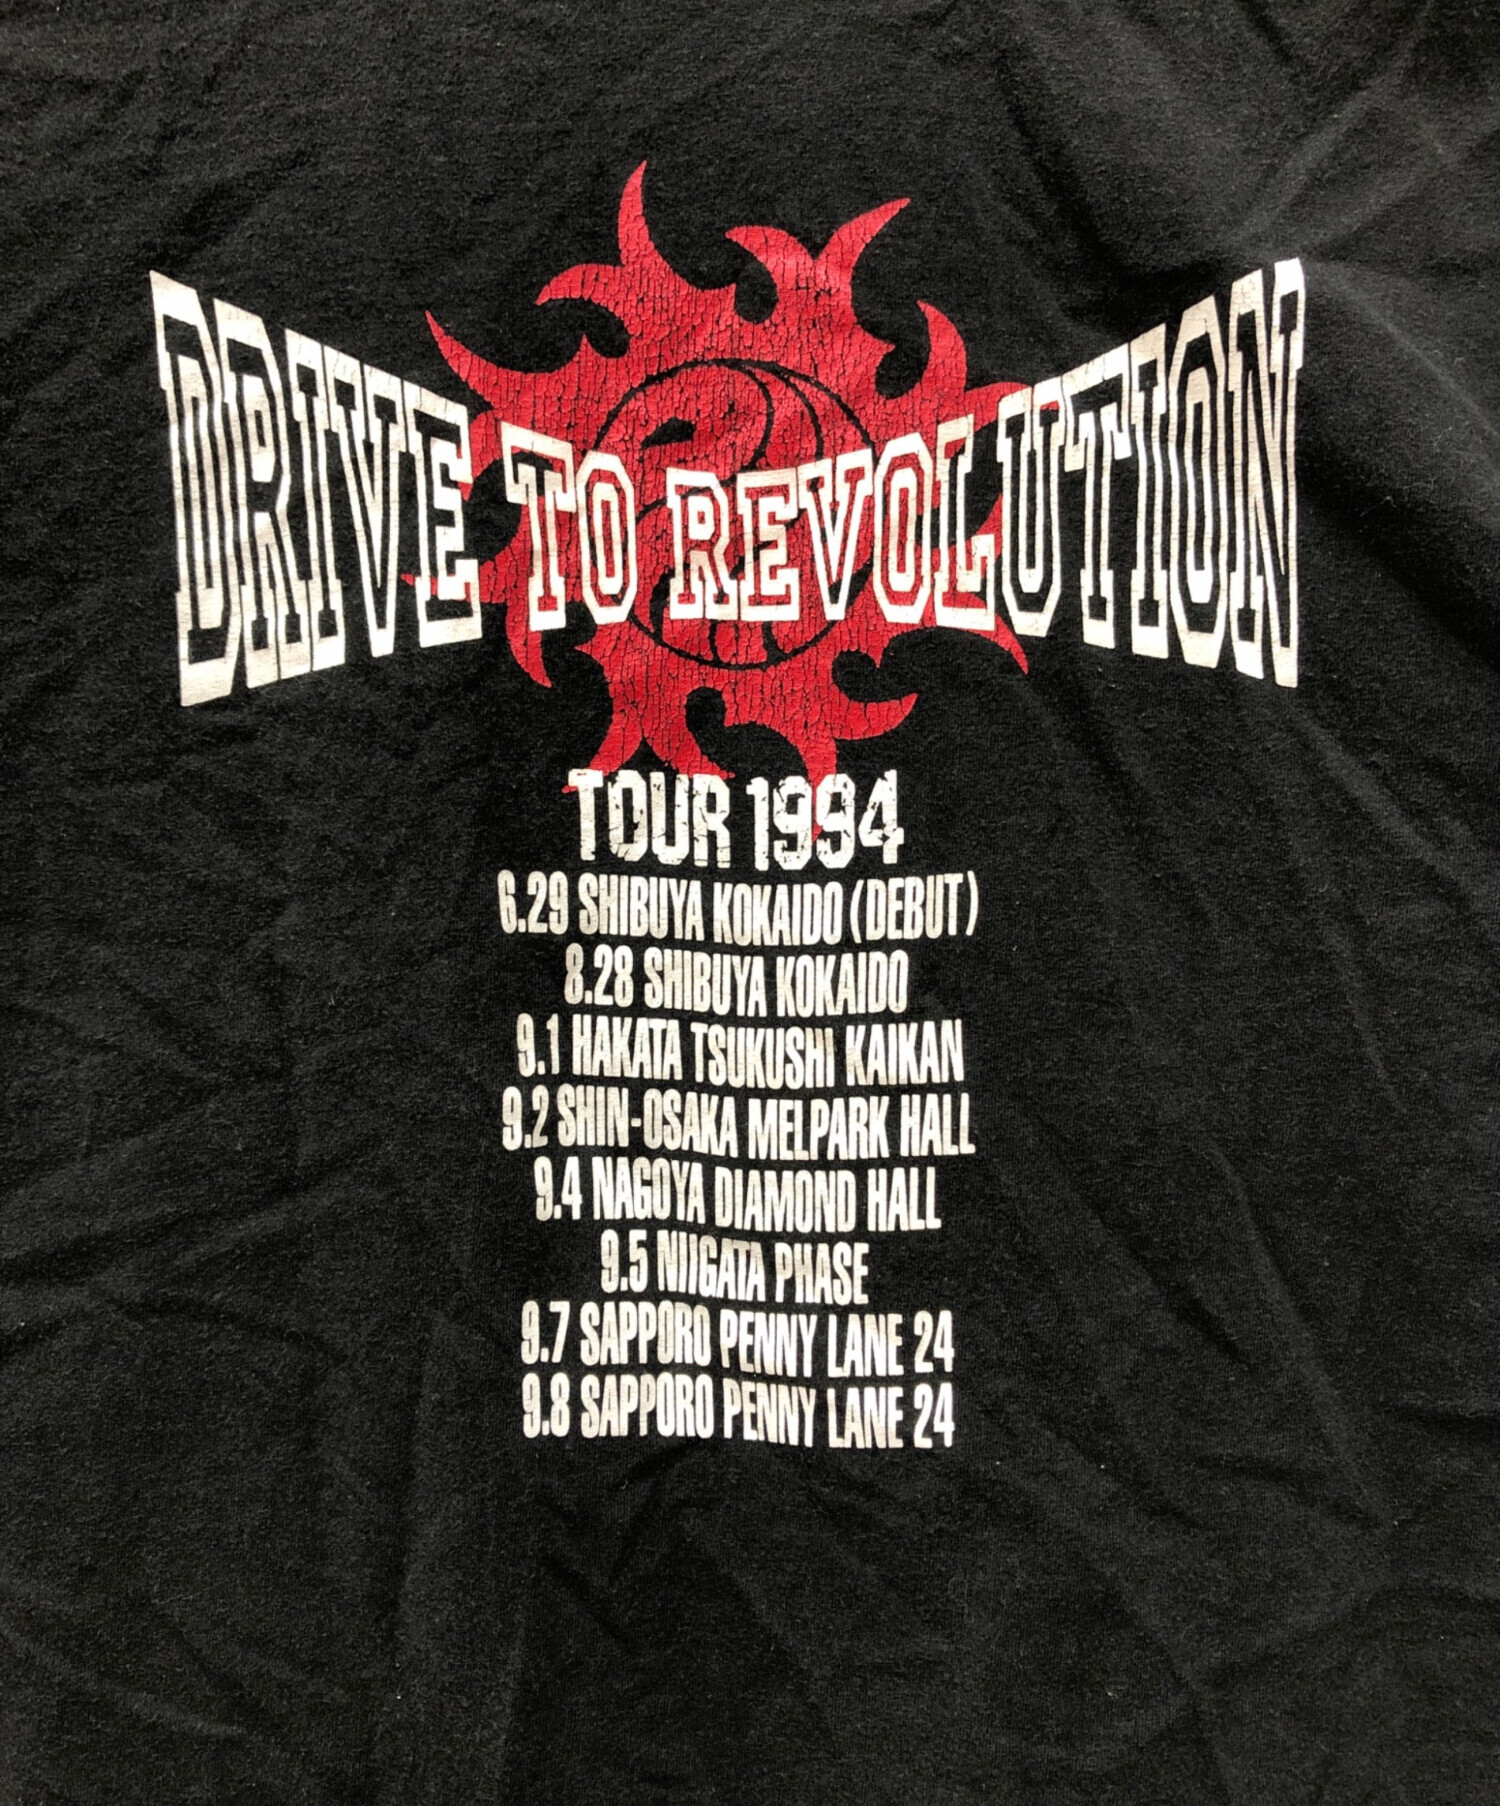 DRIVE TO REVOLUTION
TOUR 1994
6.29 SHIBUYA KOKAIDO (DEBUT)
8.28 SHIBUYA KOKAIDO
9.1 HAKATA TSUKUSHI KAIKAN
9.2 SHIN-OSAKA MELPARK HALL
9.4 NAGOYA DIAMOND HALL
9.5 NIIGATA PHASE
9.7 SAPPORO PENNY LANE 24
9.8 SAPPORO PENNY LANE 24